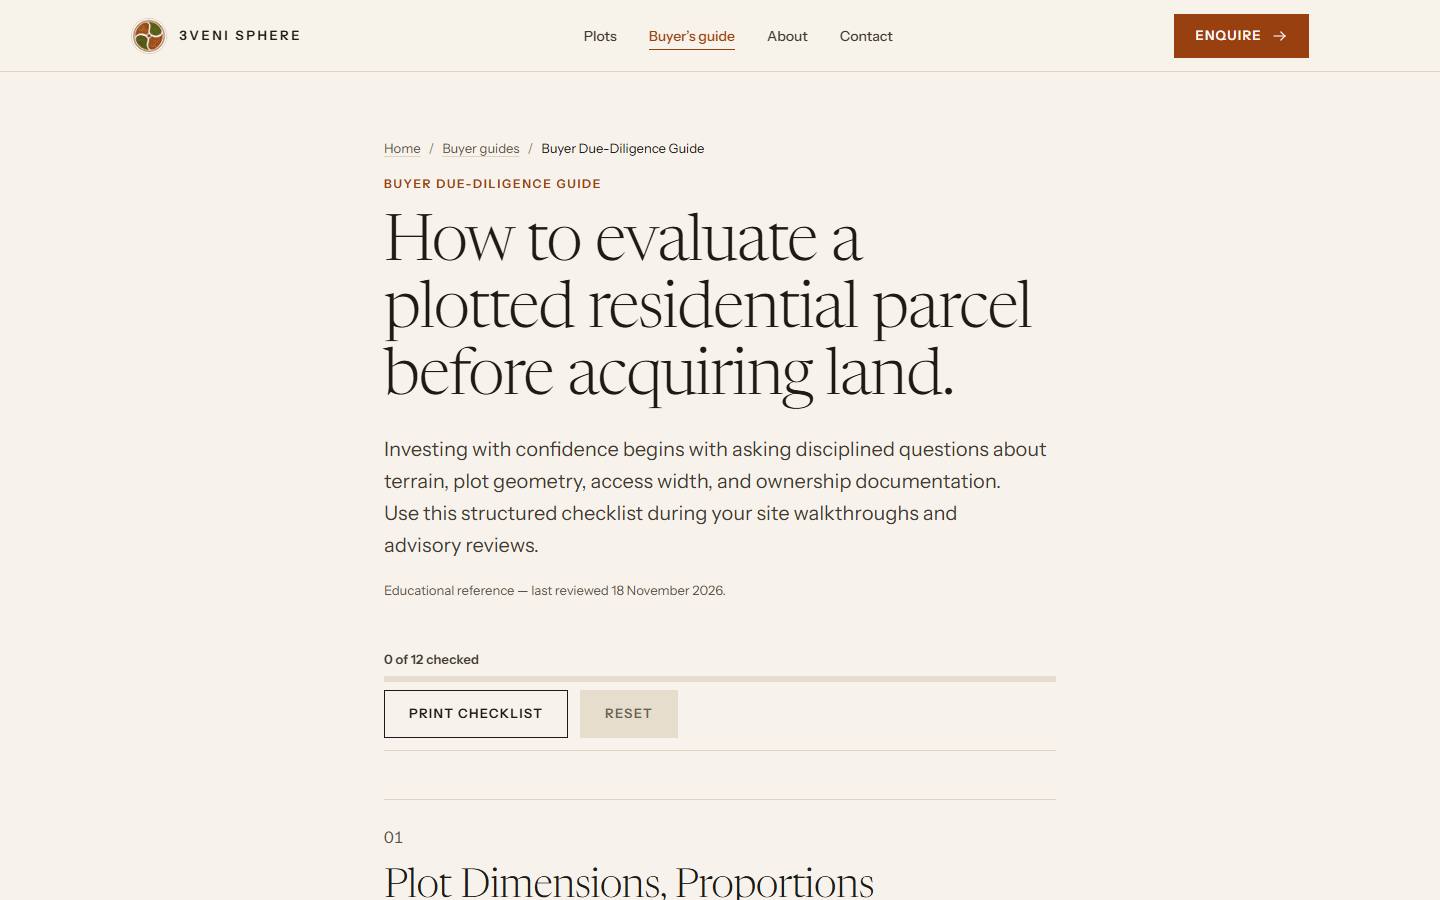 3VENI SPHERE
Plots
Buyer’s guide
About
Contact
ENQUIRE →
Home / Buyer guides / Buyer Due-Diligence Guide
BUYER DUE-DILIGENCE GUIDE
How to evaluate a
plotted residential parcel
before acquiring land.
Investing with confidence begins with asking disciplined questions about
terrain, plot geometry, access width, and ownership documentation.
Use this structured checklist during your site walkthroughs and
advisory reviews.
Educational reference — last reviewed 18 November 2026.
0 of 12 checked
PRINT CHECKLIST
RESET
01
Plot Dimensions, Proportions